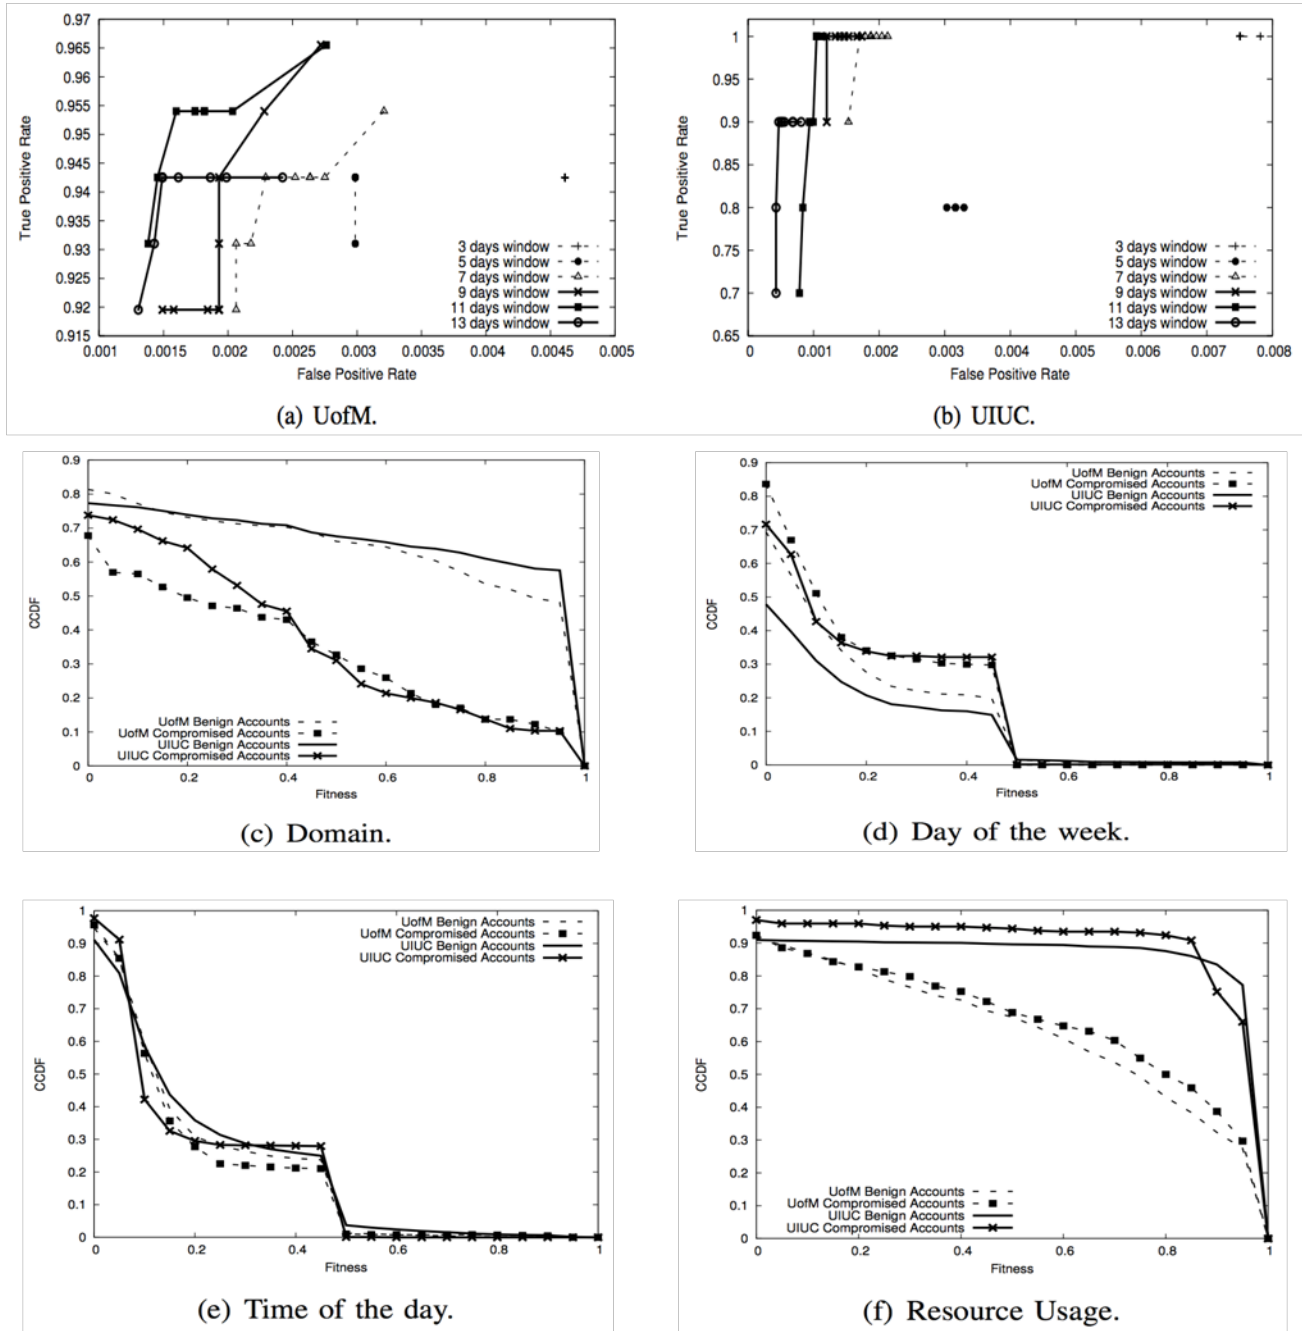 0.97
0.965
0.96
0.955
0.95
0.945
0.94
0.935
0.93
0.925
0.92
0.915
True Positive Rate
3 days window
5 days window
7 days window
9 days window
11 days window
13 days window
0.001 0.0015 0.002 0.0025 0.003 0.0035 0.004 0.0045 0.005
False Positive Rate
(a) UofM.
1
0.95
0.9
0.85
0.8
0.75
0.7
0.65
True Positive Rate
3 days window
5 days window
7 days window
9 days window
11 days window
13 days window
0 0.001 0.002 0.003 0.004 0.005 0.006 0.007 0.008
False Positive Rate
(b) UIUC.
0.9
0.8
0.7
0.6
0.5
0.4
0.3
0.2
0.1
0
CCDF
UofM Benign Accounts
UofM Compromised Accounts
UIUC Benign Accounts
UIUC Compromised Accounts
0 0.2 0.4 0.6 0.8 1
Fitness
(c) Domain.
0.9
0.8
0.7
0.6
0.5
0.4
0.3
0.2
0.1
0
CCDF
UofM Benign Accounts
UofM Compromised Accounts
UIUC Benign Accounts
UIUC Compromised Accounts
0 0.2 0.4 0.6 0.8 1
Fitness
(d) Day of the week.
1
0.9
0.8
0.7
0.6
0.5
0.4
0.3
0.2
0.1
0
CCDF
UofM Benign Accounts
UofM Compromised Accounts
UIUC Benign Accounts
UIUC Compromised Accounts
0 0.2 0.4 0.6 0.8 1
Fitness
(e) Time of the day.
1
0.9
0.8
0.7
0.6
0.5
0.4
0.3
0.2
0.1
0
CCDF
UofM Benign Accounts
UofM Compromised Accounts
UIUC Benign Accounts
UIUC Compromised Accounts
0 0.2 0.4 0.6 0.8 1
Fitness
(f) Resource Usage.